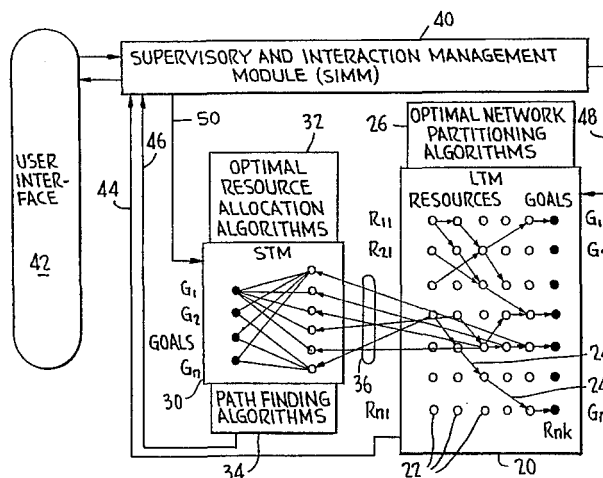 40
SUPERVISORY AND INTERACTION MANAGEMENT
MODULE (SIMM)
50
46
44
32
26
48
USER
INTER-
FACE
42
OPTIMAL
RESOURCE
ALLOCATION
ALGORITHMS
STM
OPTIMAL NETWORK
PARTITIONING
ALGORITHMS
LTM
RESOURCES GOALS
R11
R21
G1
G1
G2
GOALS
Gn
30
36
24
24
PATH FINDING
ALGORITHMS
34
Rn1
Rnk
22
20